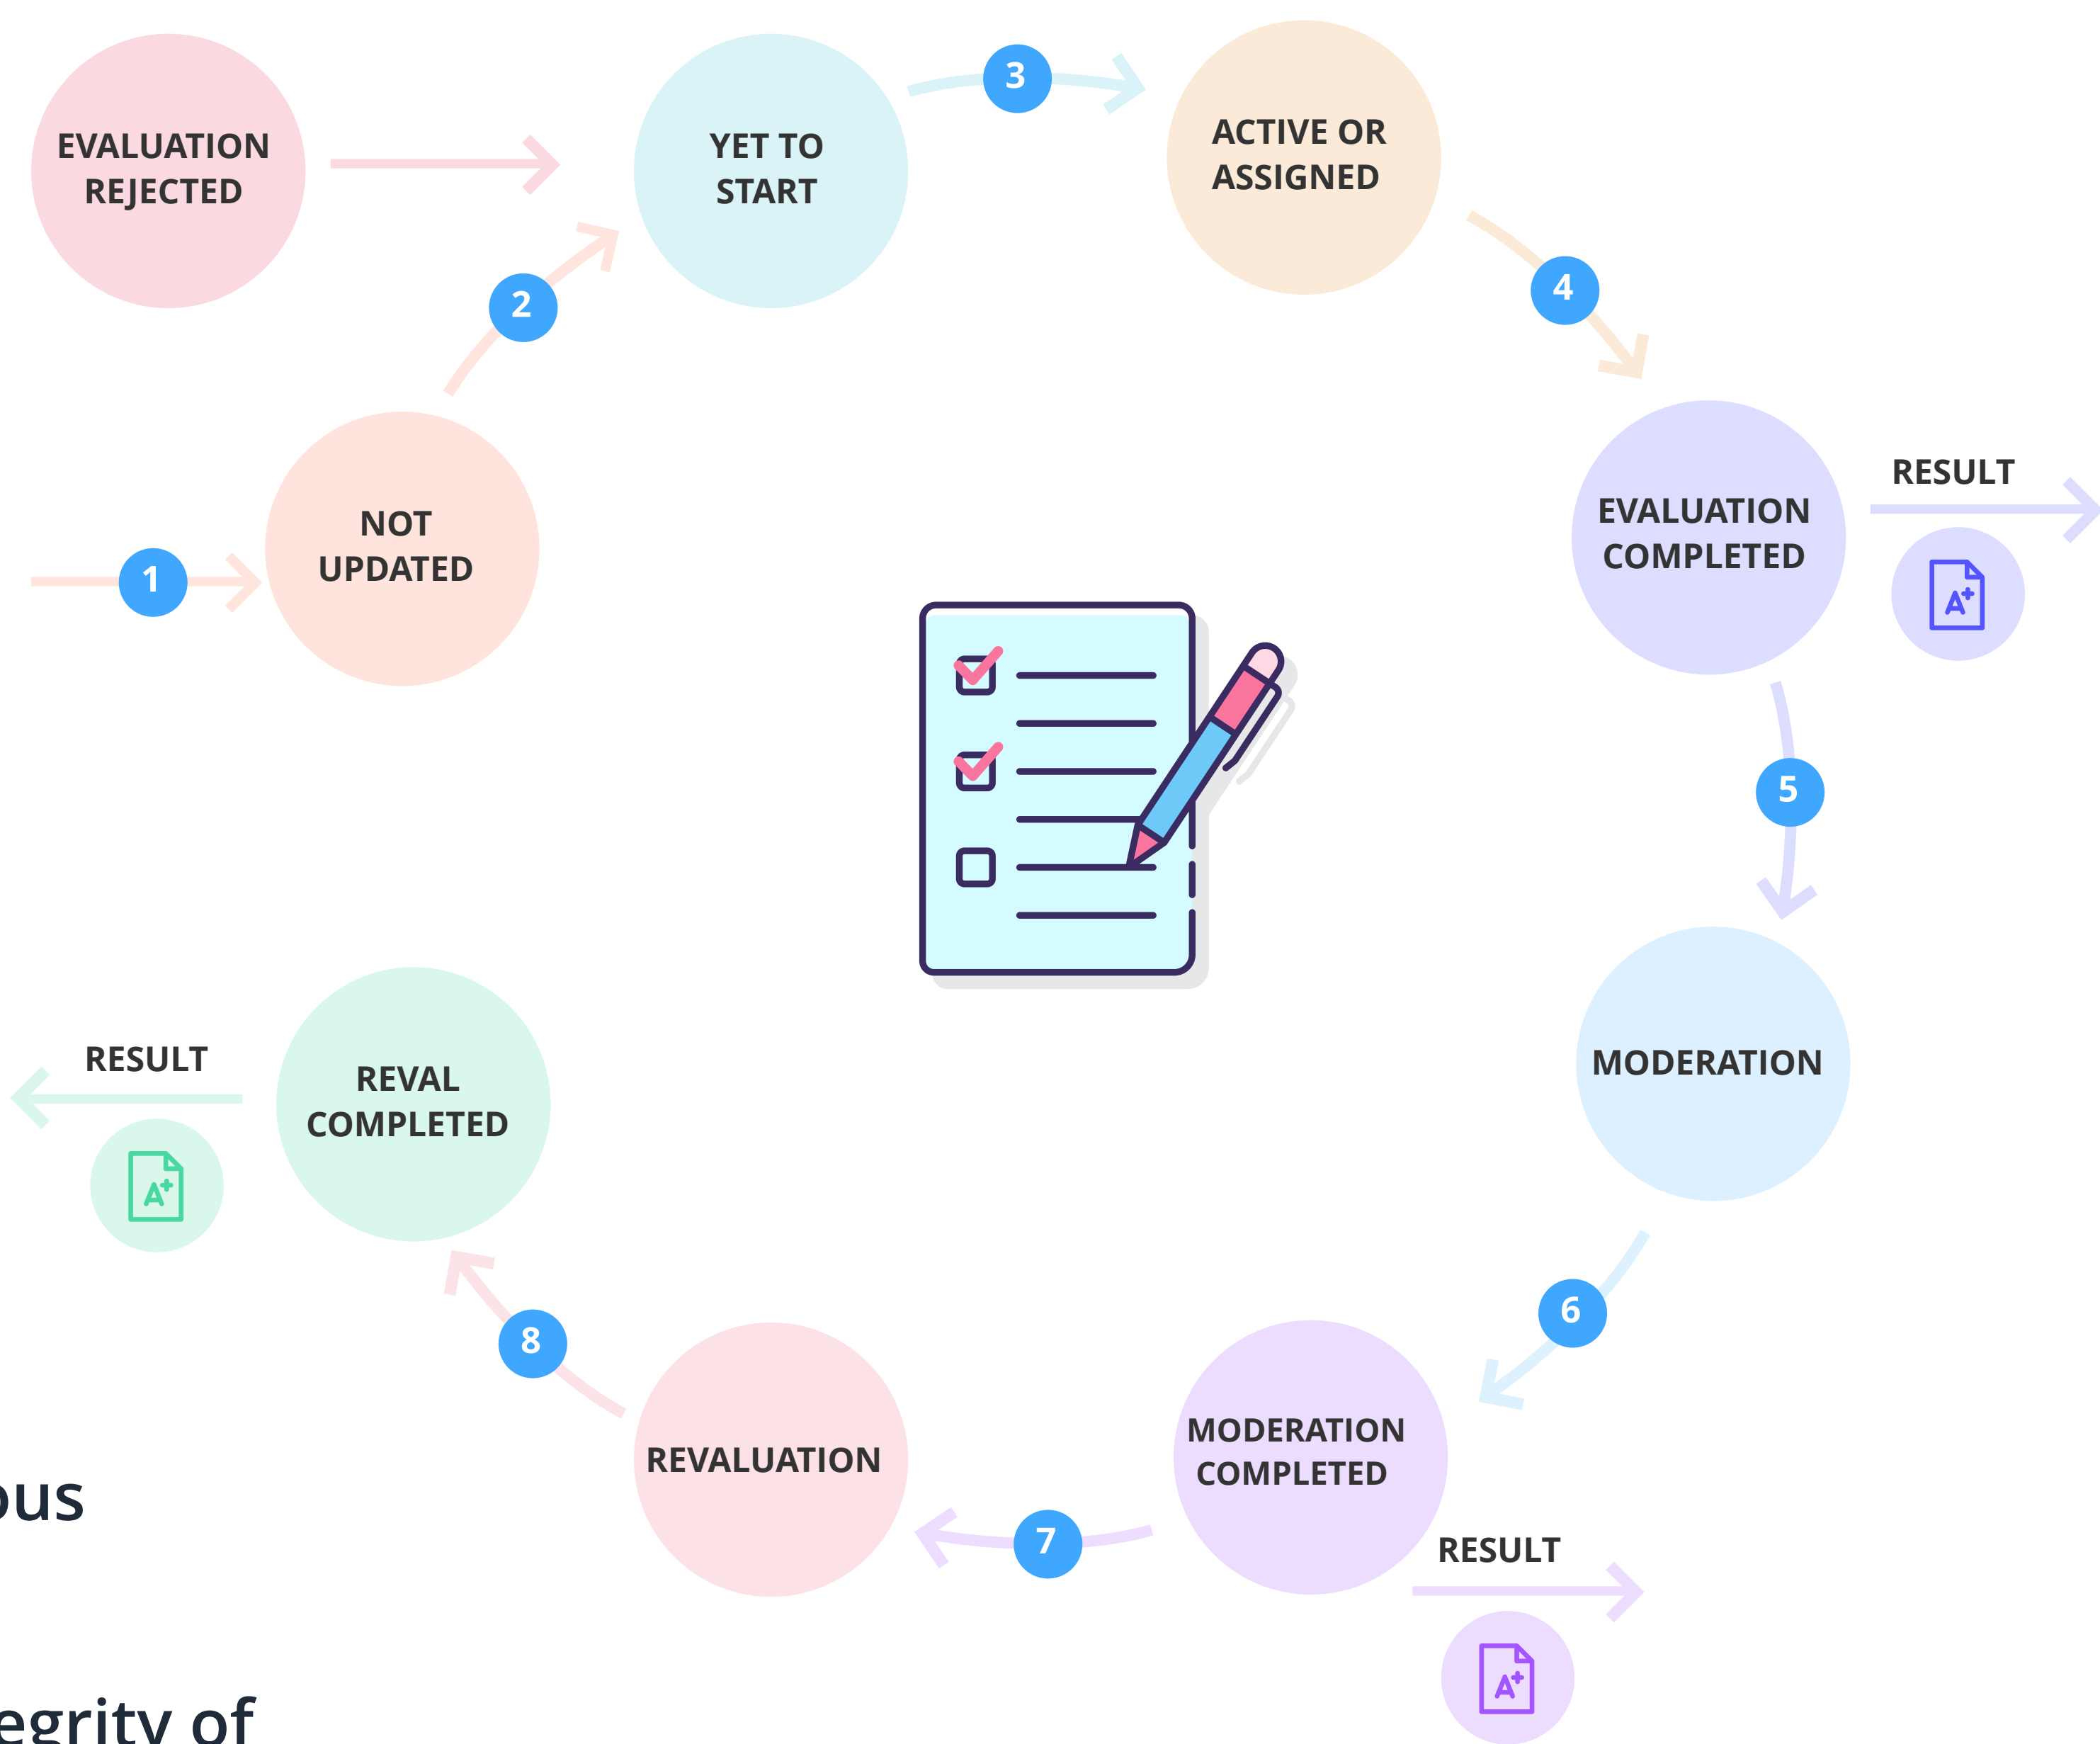 EVALUATION
REJECTED
YET TO
START
3
ACTIVE OR
ASSIGNED
2
4
NOT
UPDATED
1
EVALUATION
COMPLETED
RESULT
A+
5
MODERATION
REVAL
COMPLETED
RESULT
A+
6
8
REVALUATION
MODERATION
COMPLETED
7
RESULT
A+
ous
egrity of